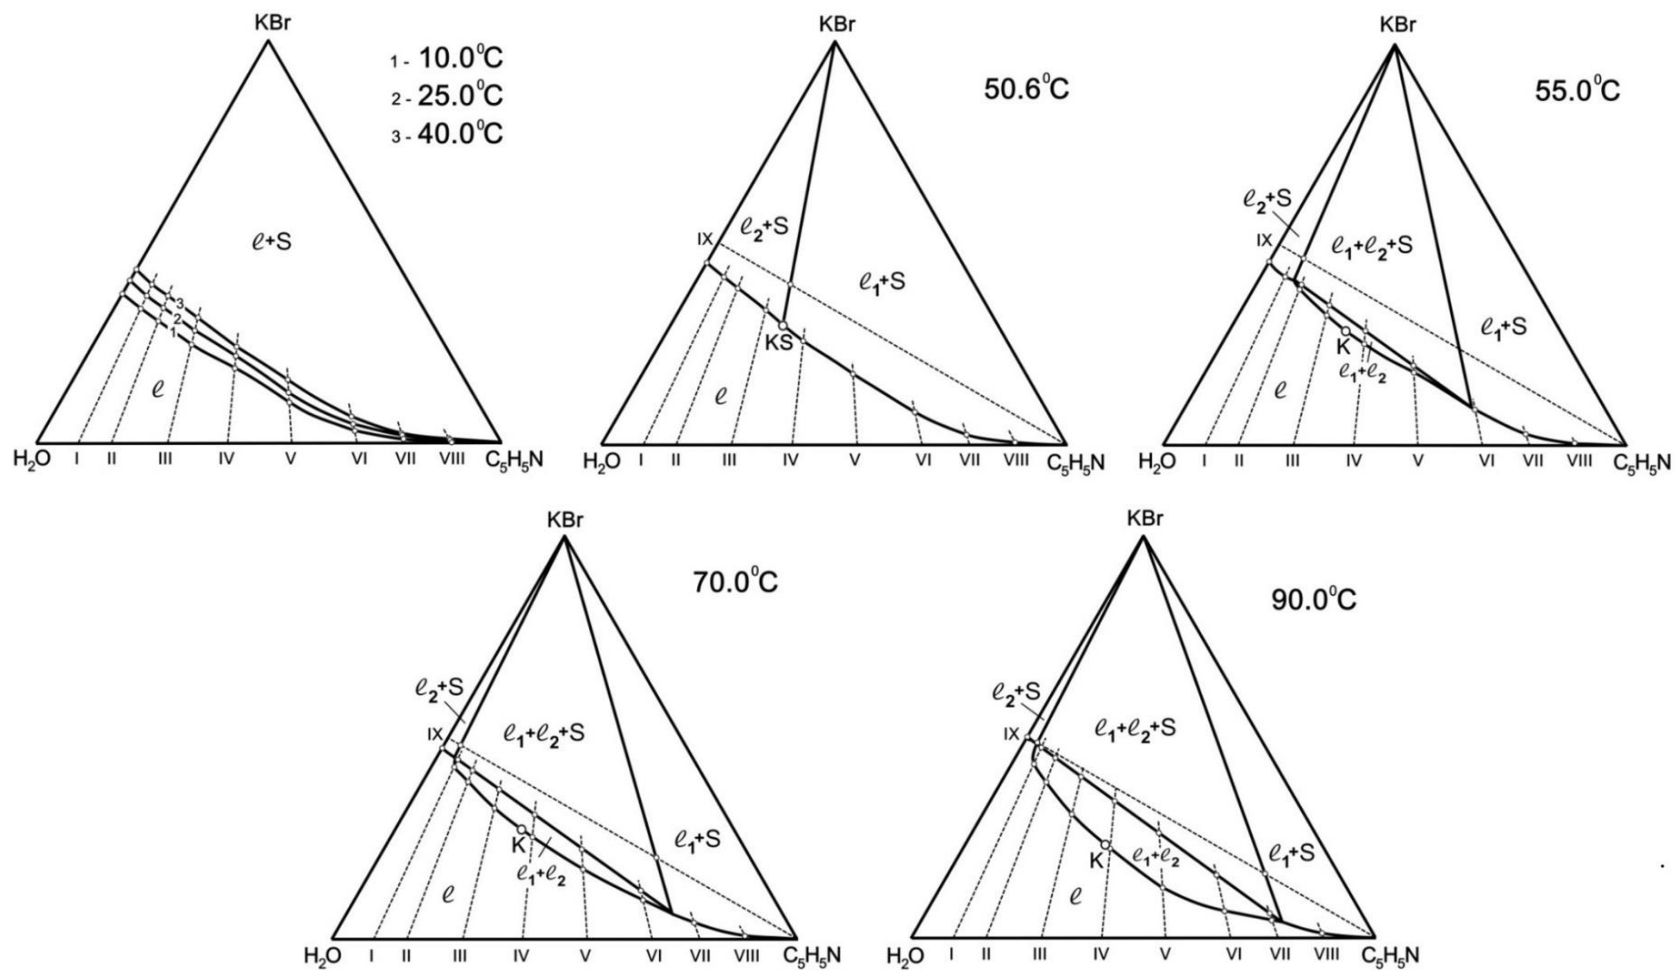 KBr
1 - 10.0⁰C
2 - 25.0⁰C
3 - 40.0⁰C
ℓ+S
3
2
1
ℓ
H₂O I II III IV V VI VII VIII C₅H₅N
KBr
50.6⁰C
IX
ℓ₂+S
ℓ₁+S
KS
ℓ
H₂O I II III IV V VI VII VIII C₅H₅N
KBr
55.0⁰C
ℓ₂+S
IX
ℓ₁+ℓ₂+S
ℓ₁+S
K
ℓ₁+ℓ₂
ℓ
H₂O I II III IV V VI VII VIII C₅H₅N
KBr
70.0⁰C
ℓ₂+S
IX
ℓ₁+ℓ₂+S
ℓ₁+S
K
ℓ₁+ℓ₂
ℓ
H₂O I II III IV V VI VII VIII C₅H₅N
KBr
90.0⁰C
ℓ₂+S
IX
ℓ₁+ℓ₂+S
ℓ₁+S
K
ℓ₁+ℓ₂
ℓ
H₂O I II III IV V VI VII VIII C₅H₅N